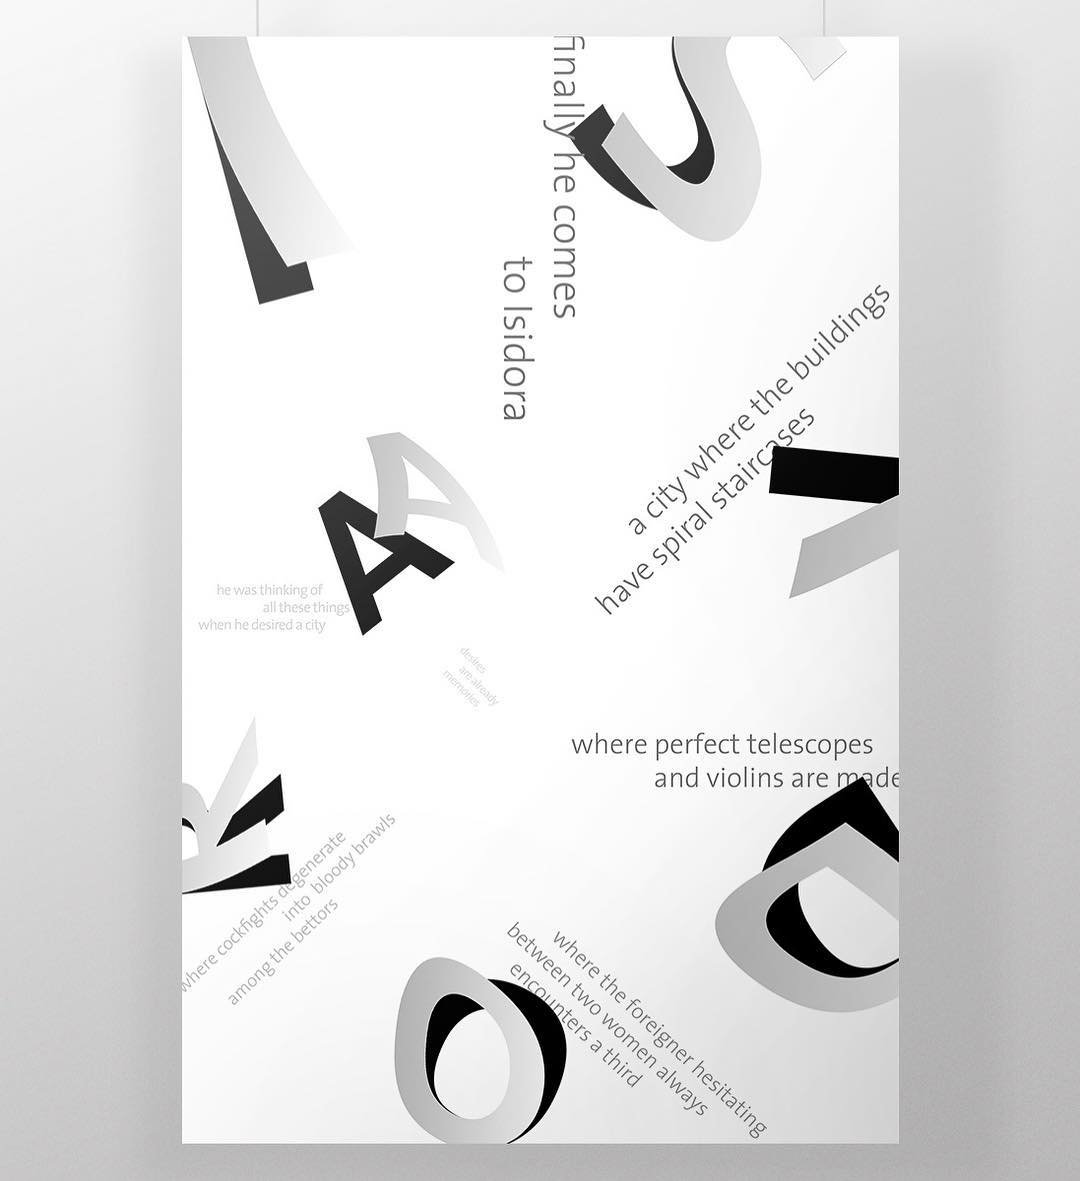 I
S
finally he comes
to Isidora
a city where the buildings
have spiral staircases
I
A
A
he was thinking of
all these things
when he desired a city
desires
are already
memories
where perfect telescopes
and violins are made
R
D
where cockfights degenerate
into bloody brawls
among the bettors
where the foreigner hesitating
between two women always
encounters a third
O